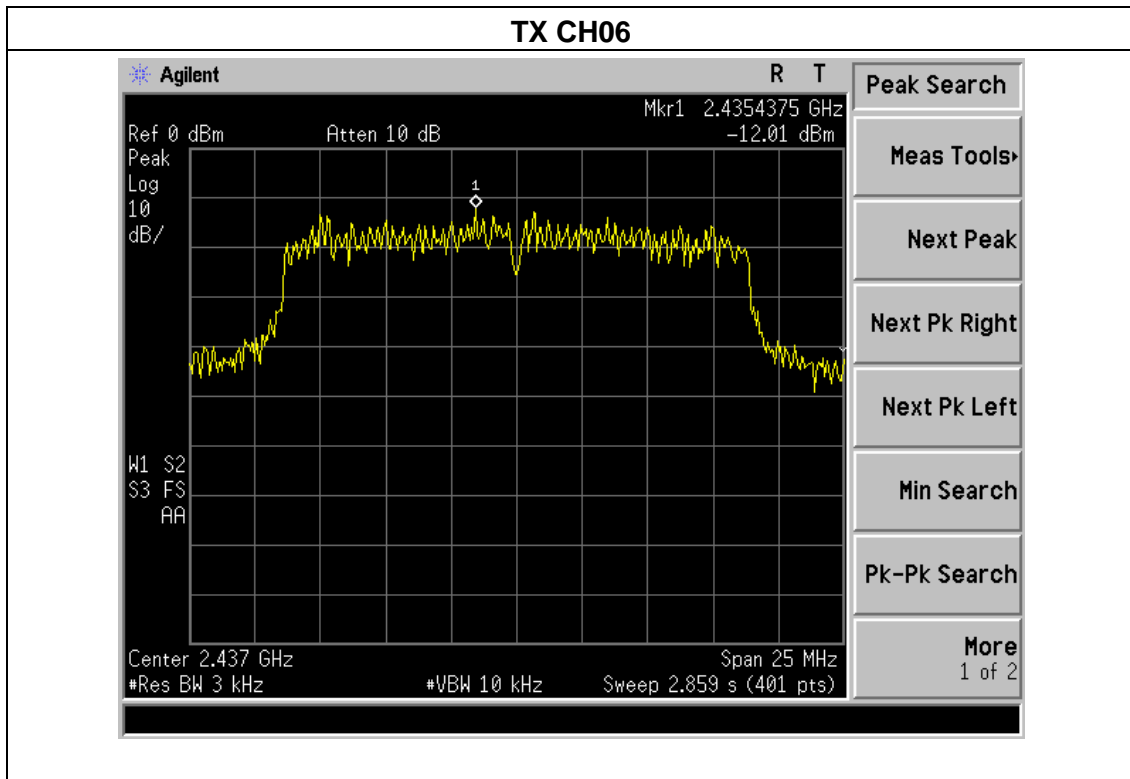 TX CH06
Agilent R T
Peak Search
Mkr1 2.4354375 GHz
Ref 0 dBm Atten 10 dB -12.01 dBm
Peak
Log
10
dB/
1
W1 S2
S3 FS
AA
Center 2.437 GHz Span 25 MHz
#Res BW 3 kHz #VBW 10 kHz Sweep 2.859 s (401 pts)
Meas Tools
Next Peak
Next Pk Right
Next Pk Left
Min Search
Pk-Pk Search
More
1 of 2